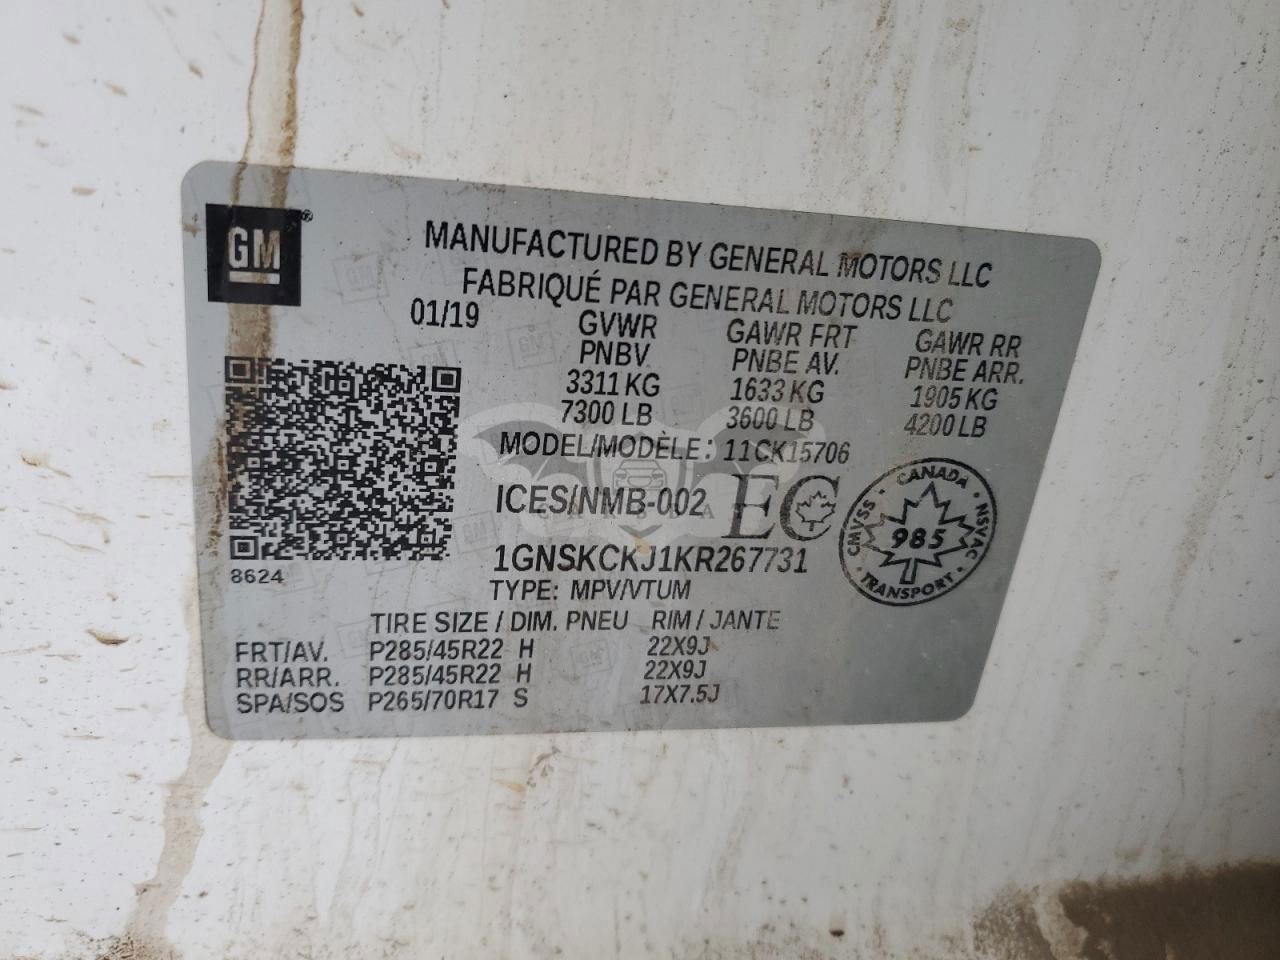 GM
MANUFACTURED BY GENERAL MOTORS LLC
FABRIQUÉ PAR GENERAL MOTORS LLC
01/19 GVWR GAWR FRT GAWR RR
PNBV PNBE AV. PNBE ARR.
3311 KG 1633 KG 1905 KG
7300 LB 3600 LB 4200 LB
MODEL/MODÈLE: 11CK15706
ICES/NMB-002 EC
CANADA
CMVSS 985 NSVAC
TRANSPORT
1GNSKCKJ1KR267731
8624
TYPE: MPV/VTUM
TIRE SIZE / DIM. PNEU RIM / JANTE
FRT/AV. P285/45R22 H 22X9J
RR/ARR. P285/45R22 H 22X9J
SPA/SOS P265/70R17 S 17X7.5J